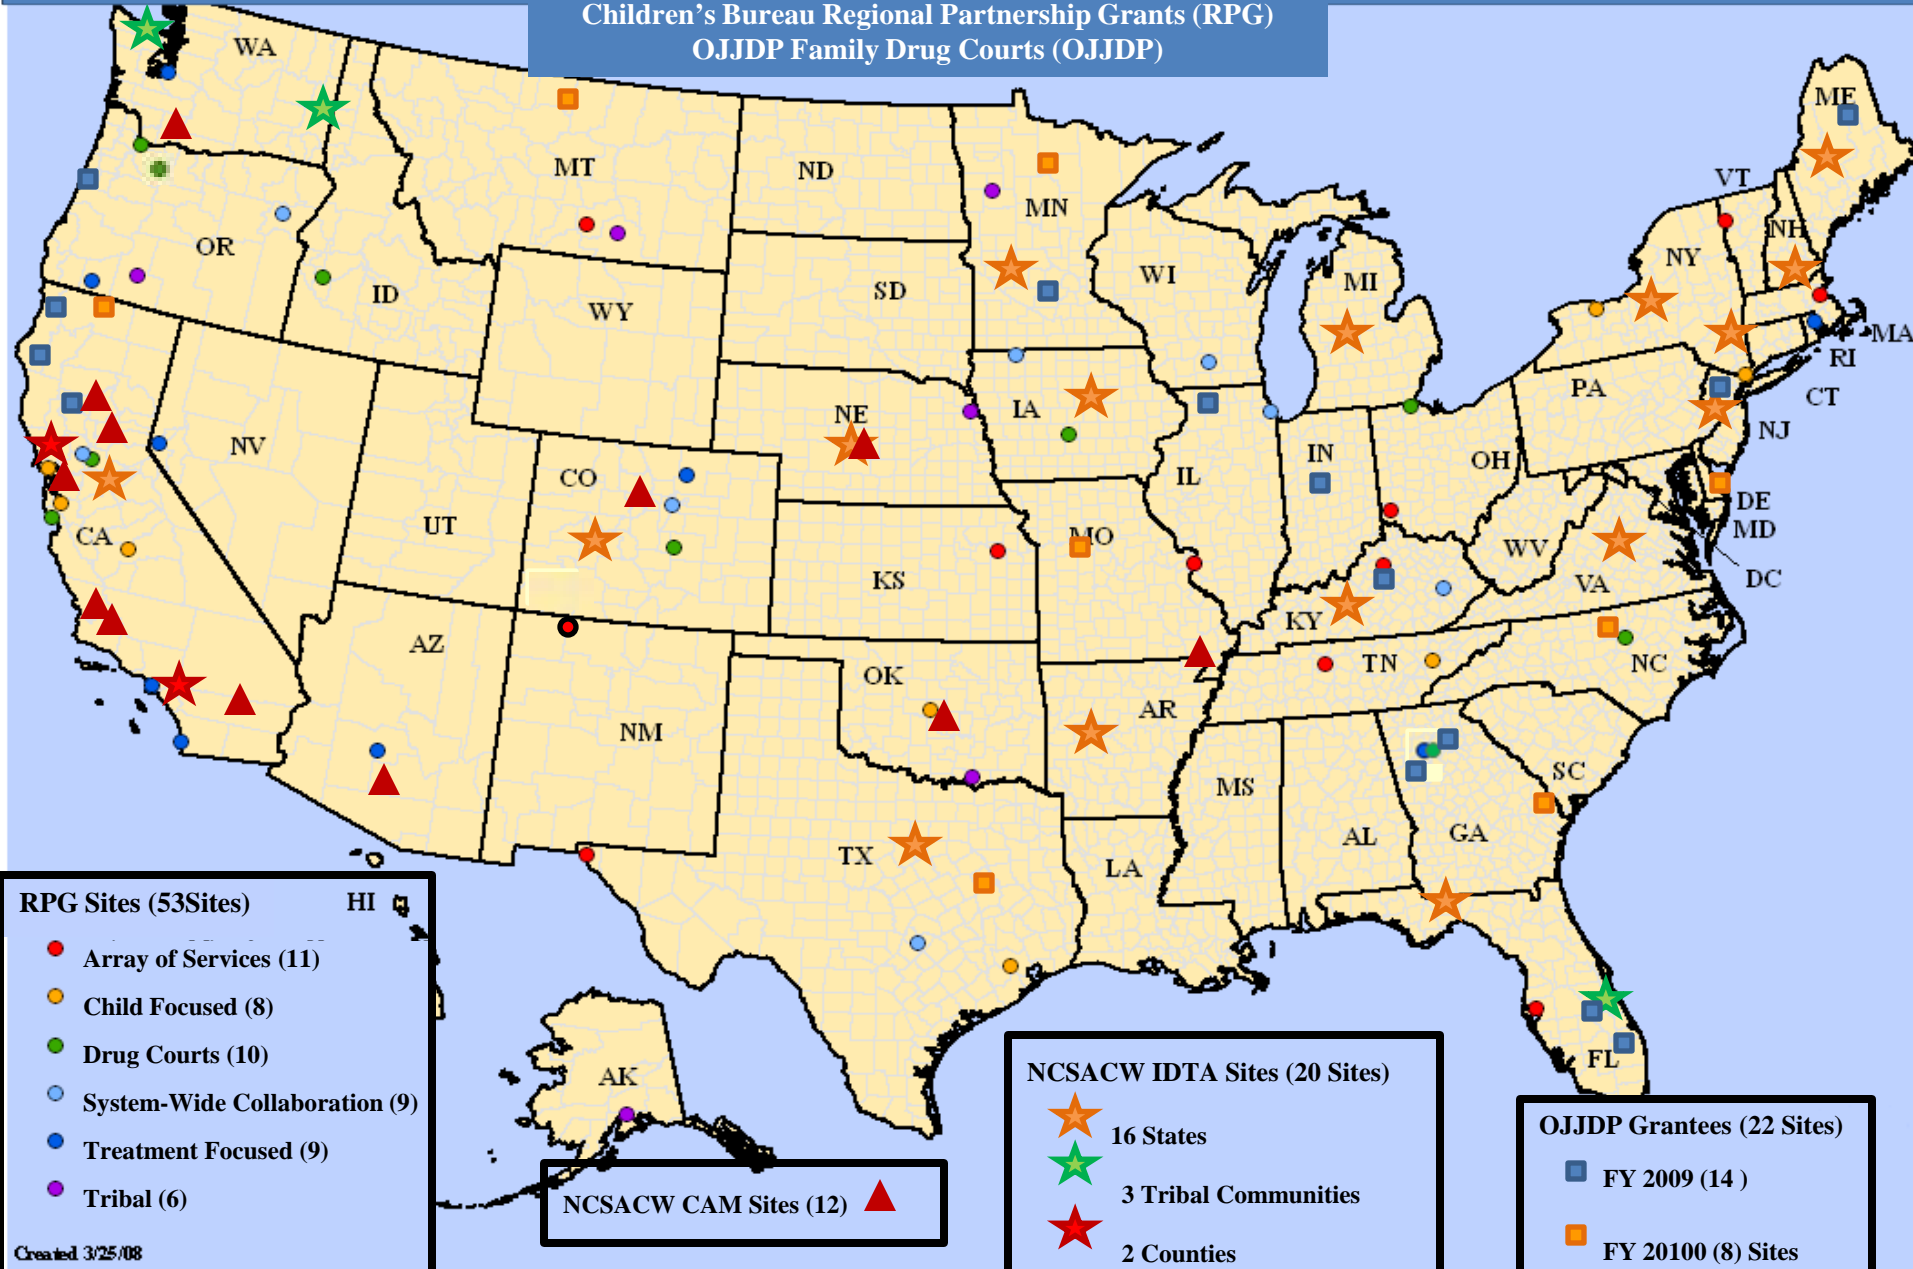 Children's Bureau Regional Partnership Grants (RPG)
OJJDP Family Drug Courts (OJJDP)
WA
MT
ND
MN
OR
ID
WY
SD
WI
MI
NY
VT
NH
ME
MA
RI
CT
NJ
PA
NE
IA
IL
IN
OH
DE
MD
DC
WV
VA
NV
UT
CO
CA
KS
MO
KY
AZ
NM
OK
AR
TN
NC
SC
MS
AL
GA
TX
LA
FL
HI
AK
RPG Sites (53Sites)
Array of Services (11)
Child Focused (8)
Drug Courts (10)
System-Wide Collaboration (9)
Treatment Focused (9)
Tribal (6)
Created 3/25/08
NCSACW CAM Sites (12)
NCSACW IDTA Sites (20 Sites)
16 States
3 Tribal Communities
2 Counties
OJJDP Grantees (22 Sites)
FY 2009 (14 )
FY 20100 (8) Sites